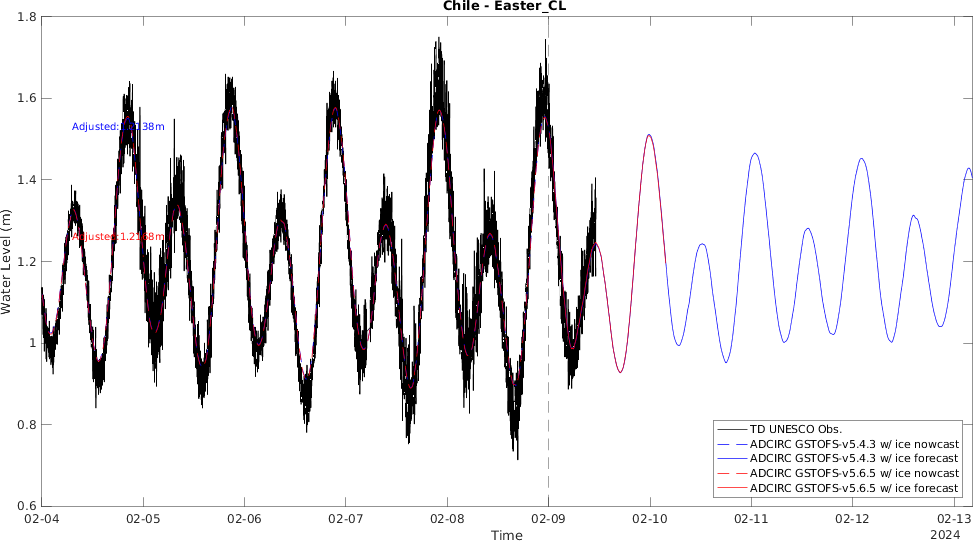 Chile - Easter_CL
1.8
1.6
1.4
1.2
1
0.8
0.6
Water Level (m)
Adjusted:
38m
Adjusted:1.2168m
TD UNESCO Obs.
ADCIRC GSTOFS-v5.4.3 w/ ice nowcast
ADCIRC GSTOFS-v5.4.3 w/ ice forecast
ADCIRC GSTOFS-v5.6.5 w/ ice nowcast
ADCIRC GSTOFS-v5.6.5 w/ ice forecast
02-04 02-05 02-06 02-07 02-08 02-09 02-10 02-11 02-12 02-13
Time
2024